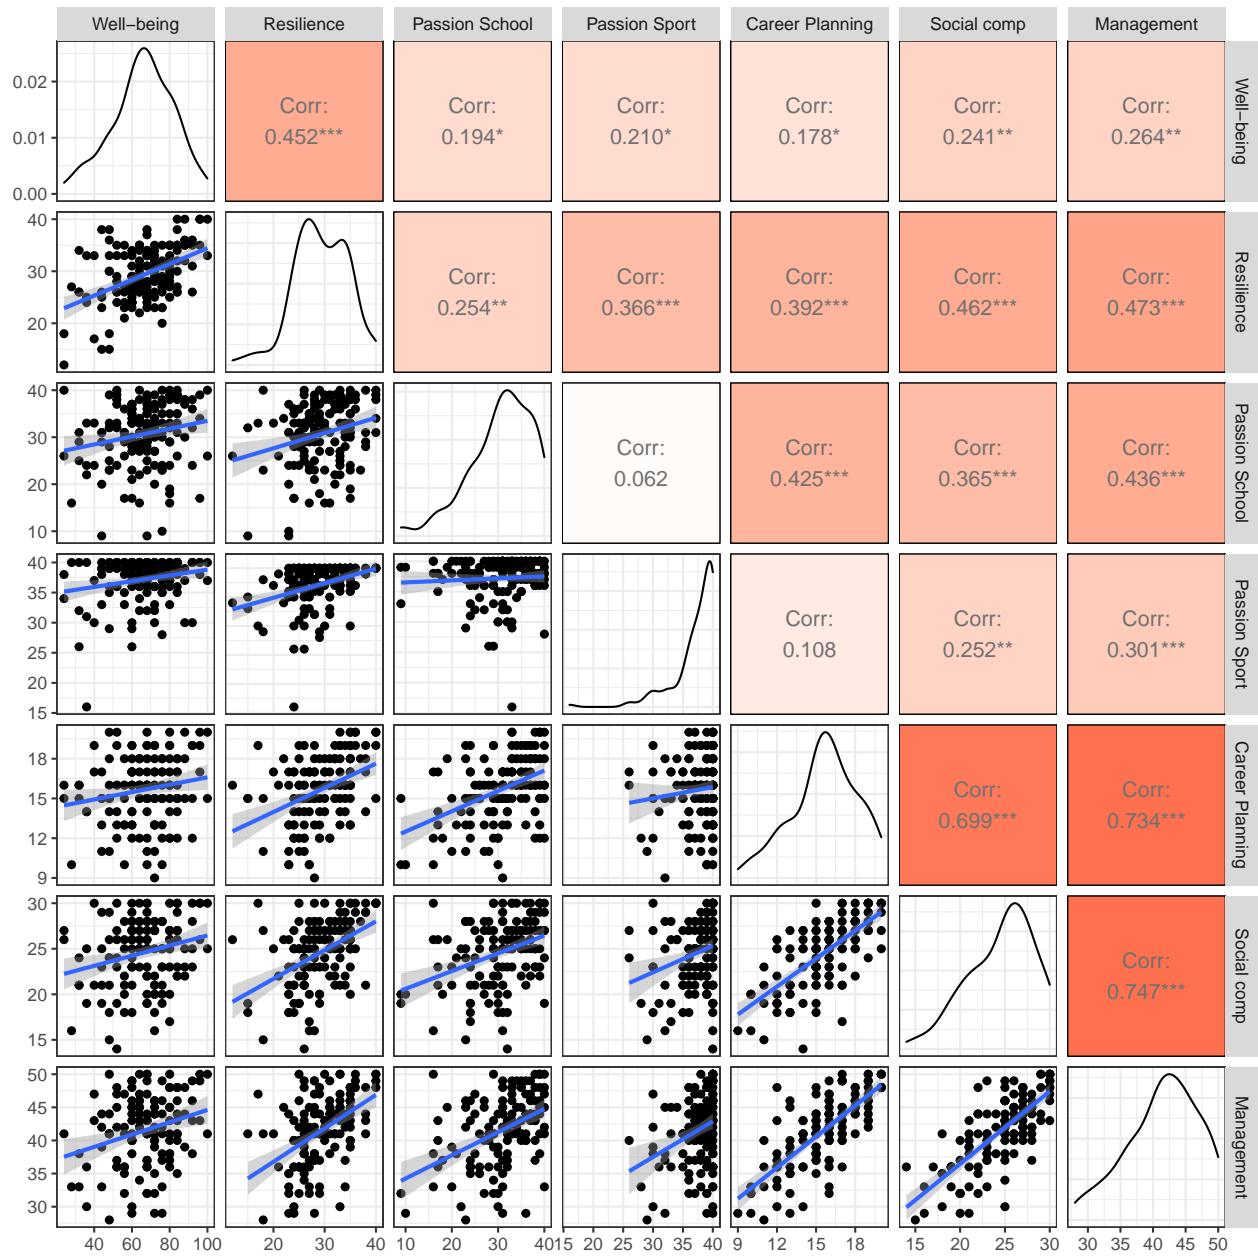 Well−being Resilience Passion School Passion Sport Career Planning Social comp Management
0.02
0.01
0.00
Corr:
0.452***
Corr:
0.194*
Corr:
0.210*
Corr:
0.178*
Corr:
0.241**
Corr:
0.264**
Well−being
40
30
20
Corr:
0.254**
Corr:
0.366***
Corr:
0.392***
Corr:
0.462***
Corr:
0.473***
Resilience
40
30
20
10
Corr:
0.062
Corr:
0.425***
Corr:
0.365***
Corr:
0.436***
Passion School
40
35
30
25
20
15
Corr:
0.108
Corr:
0.252**
Corr:
0.301***
Passion Sport
18
15
12
9
Corr:
0.699***
Corr:
0.734***
Career Planning
30
25
20
15
Corr:
0.747***
Social comp
50
45
40
35
30
Management
40 60 80 100 20 30 40 10 20 30 40 15 20 25 30 35 40 9 12 15 18 15 20 25 30 30 35 40 45 50